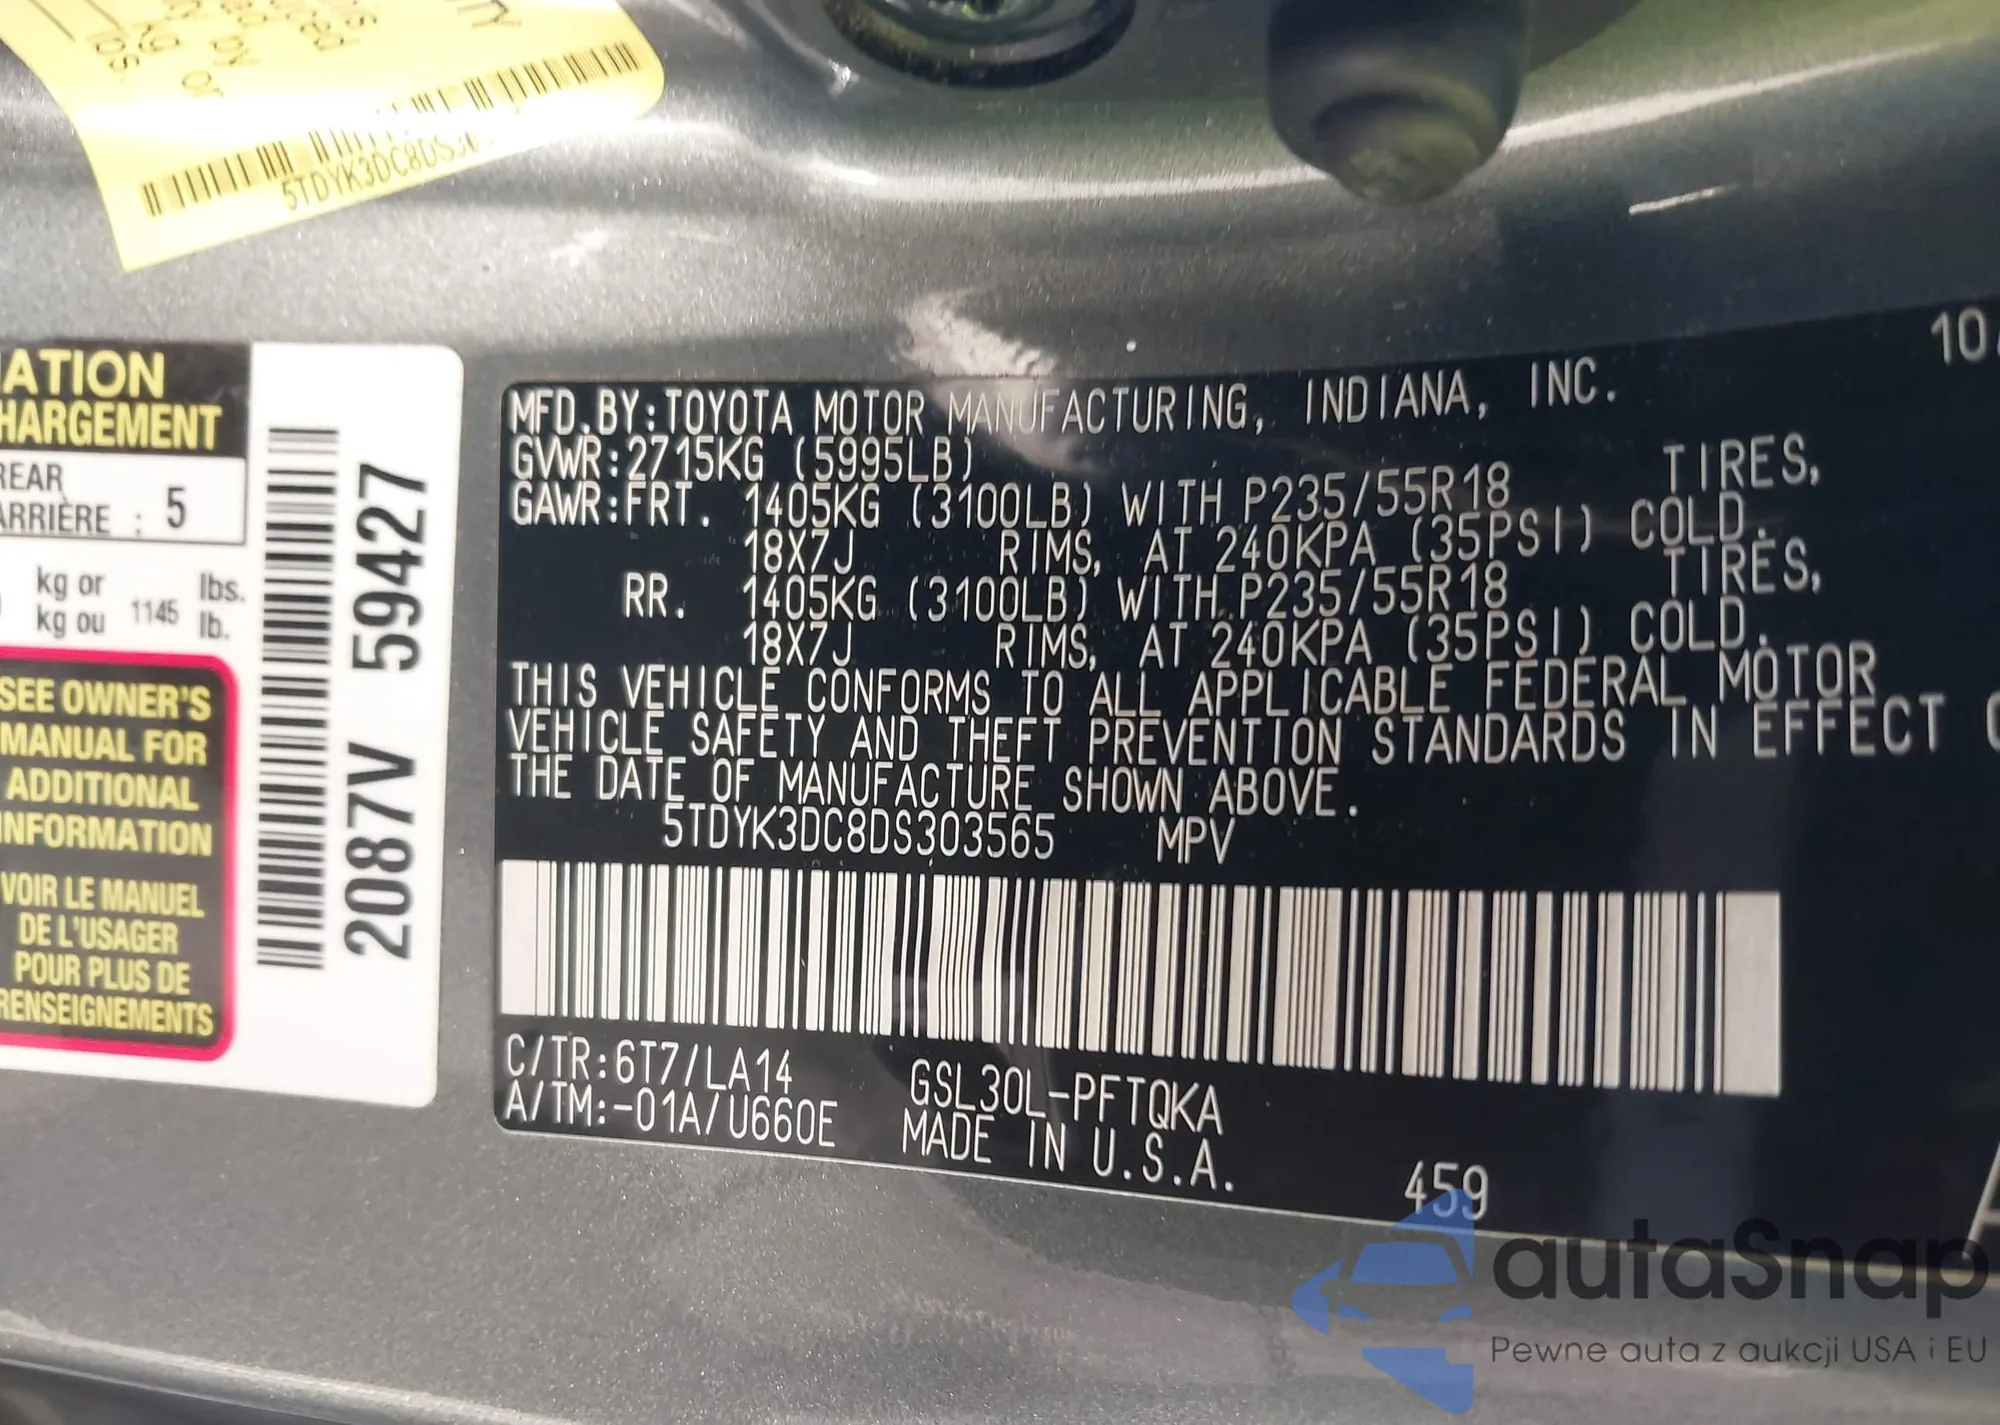 lbs.
kg or
5TDYK3DC8DS30
10
MFD.BY:TOYOTA MOTOR MANUFACTURING, INDIANA, INC.
GVWR:2715KG (5995LB)
GAWR:FRT. 1405KG (3100LB) WITH P235/55R18 TIRES,
18X7J RIMS, AT 240KPA (35PSI) COLD.
RR. 1405KG (3100LB) WITH P235/55R18 TIRES,
18X7J RIMS, AT 240KPA (35PSI) COLD.
THIS VEHICLE CONFORMS TO ALL APPLICABLE FEDERAL MOTOR
VEHICLE SAFETY AND THEFT PREVENTION STANDARDS IN EFFECT
THE DATE OF MANUFACTURE SHOWN ABOVE.
5TDYK3DC8DS303565 MPV
C/TR:6T7/LA14 GSL30L-PFTQKA
A/TM:-01A/U660E MADE IN U.S.A.
459
REAR
ARRIÈRE : 5
kg or lbs.
kg ou 1145 lb.
SEE OWNER'S
MANUAL FOR
ADDITIONAL
INFORMATION
VOIR LE MANUEL
DE L'USAGER
POUR PLUS DE
RENSEIGNEMENTS
2087V 59427
autaSnap
Pewne auta z aukcji USA i EU